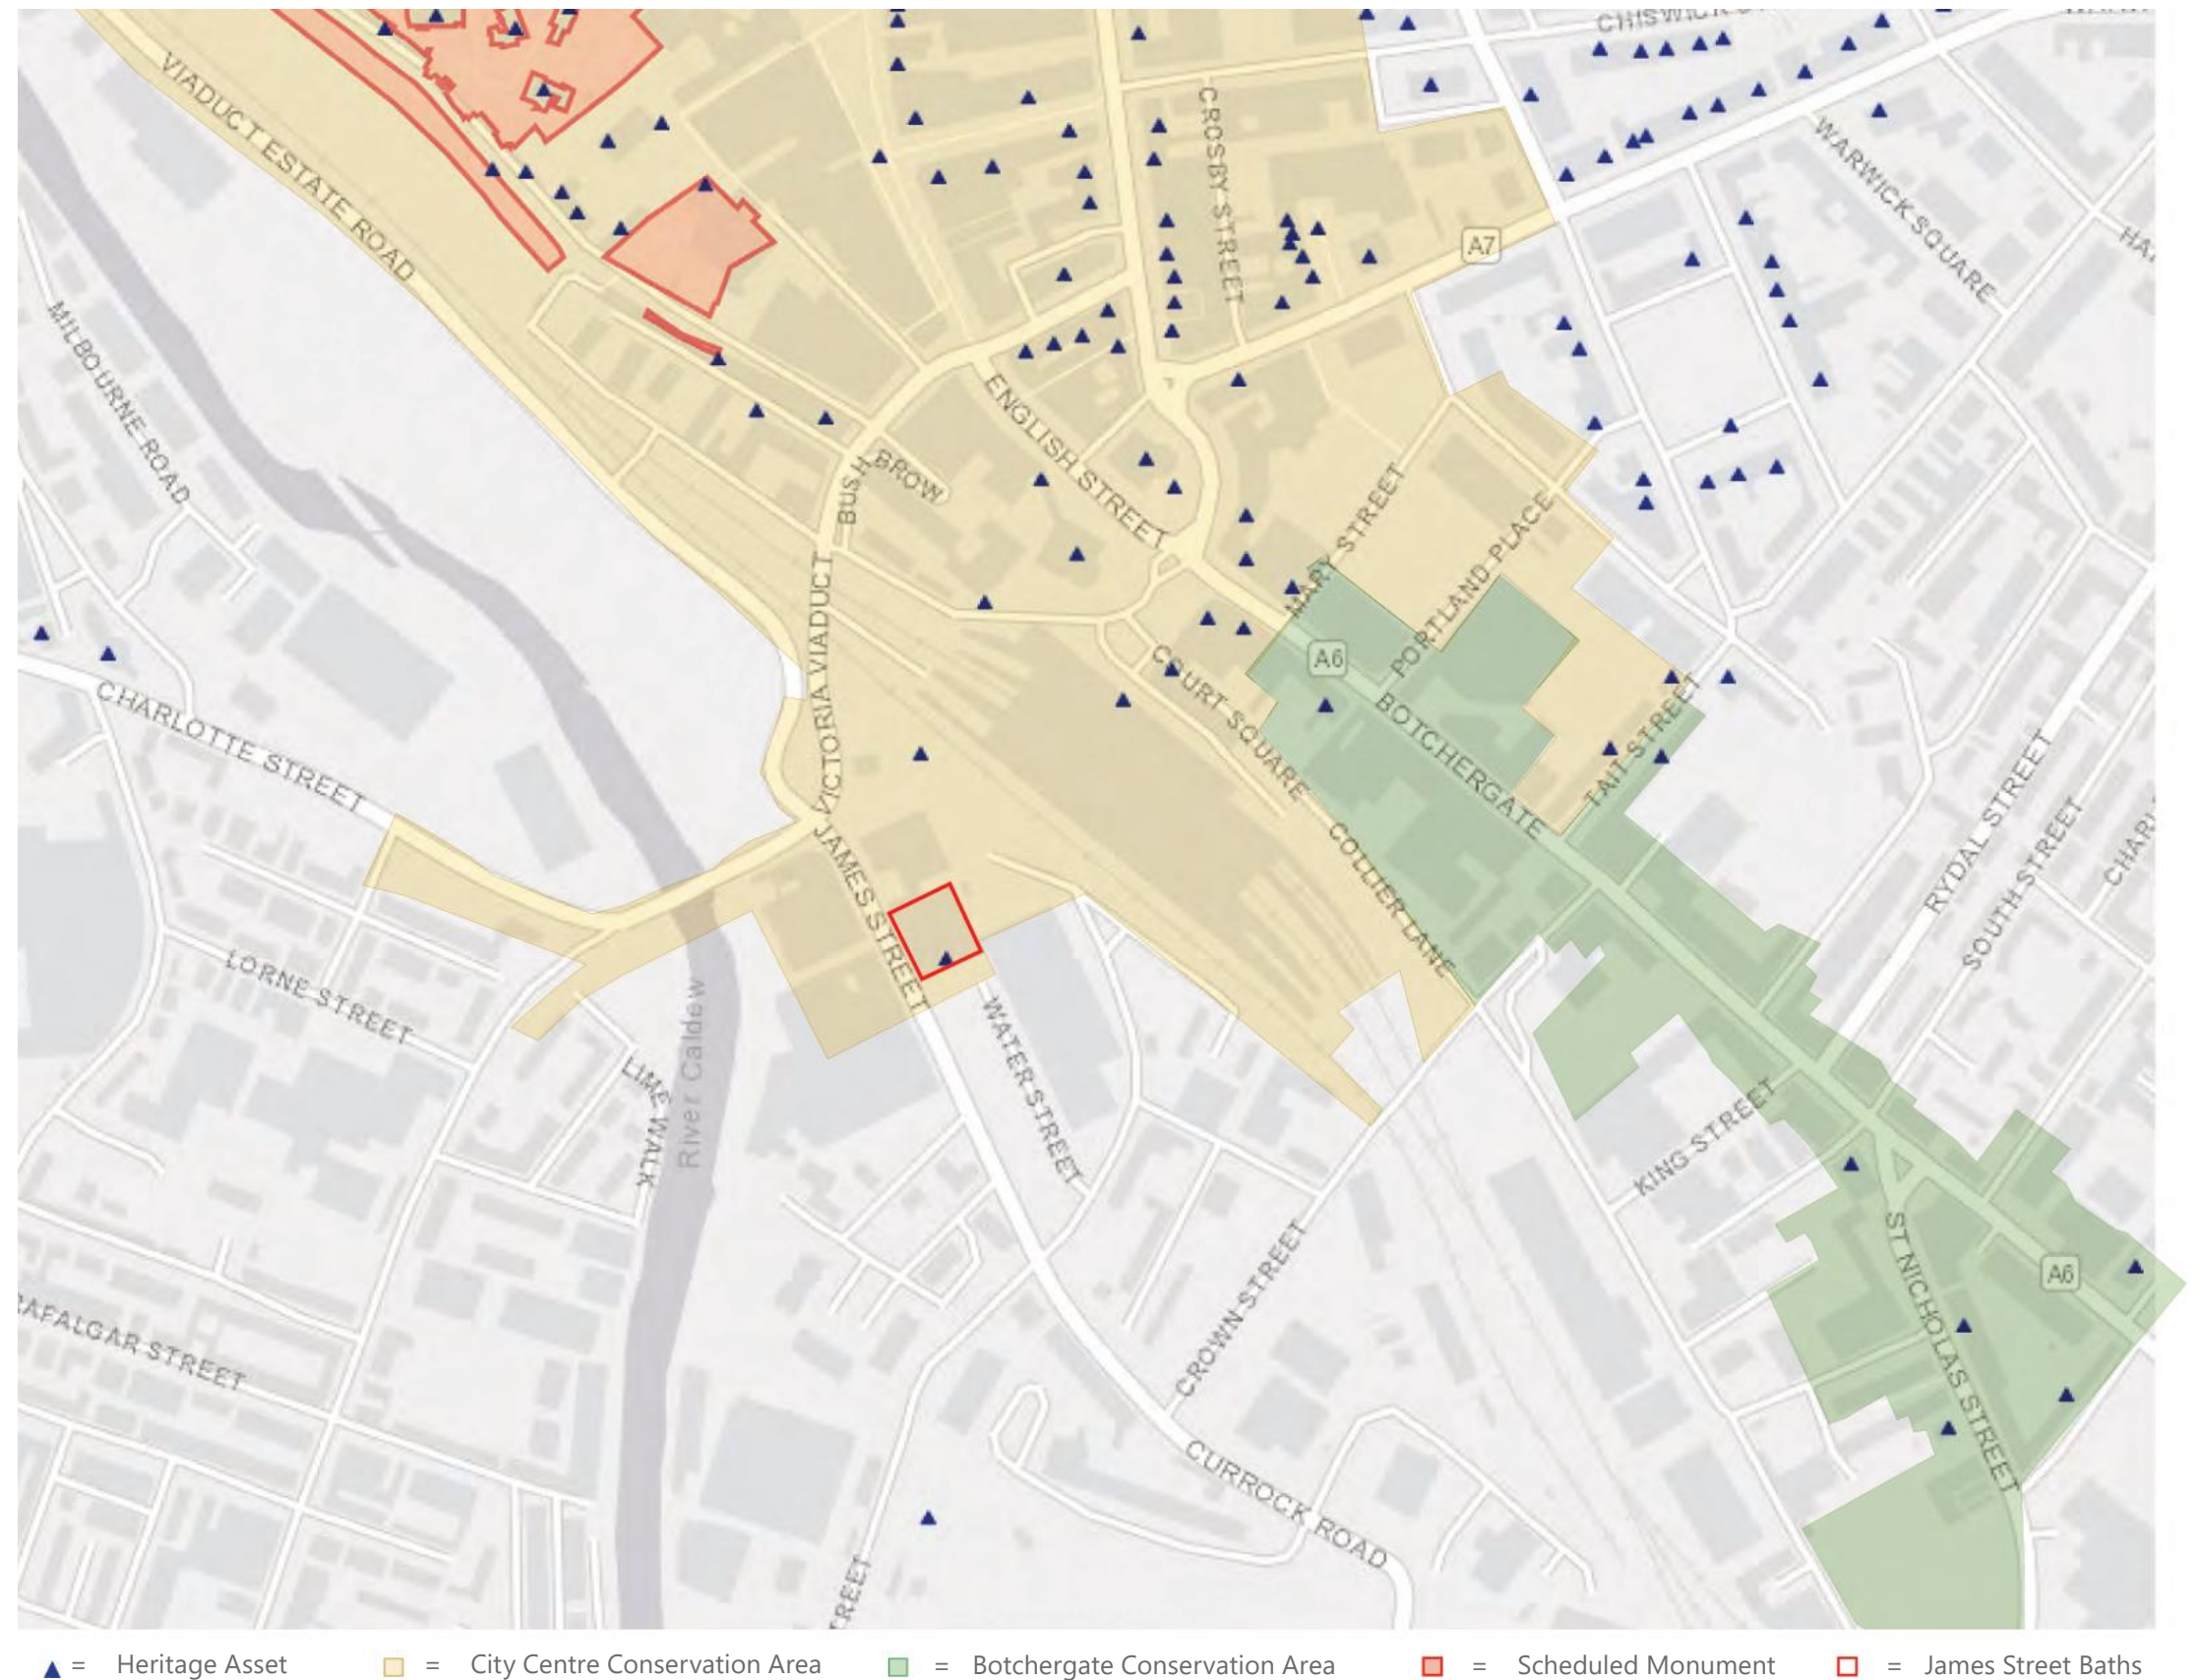 CHISWICK
VIADUCT ESTATE ROAD
CROSBY STREET
WARWICK SQUARE
A7
MILBOURNE ROAD
ENGLISH STREET
BUSH
BROW
MARY STREET
PORTLAND PLACE
VICTORIA VIADUCT
A6
COURT SQUARE
BOTCHERGATE
TAIT STREET
CHARLOTTE STREET
RYDAL STREET
SOUTH STREET
JAMES STREET
COLLIER LANE
LORNE STREET
River Caldew
WATER STREET
LIME WALK
KING STREET
ST NICHOLAS STREET
A6
CROWN STREET
RAFALGAR STREET
CURROCK ROAD
TREET
= Heritage Asset = City Centre Conservation Area = Botchergate Conservation Area = Scheduled Monument = James Street Baths